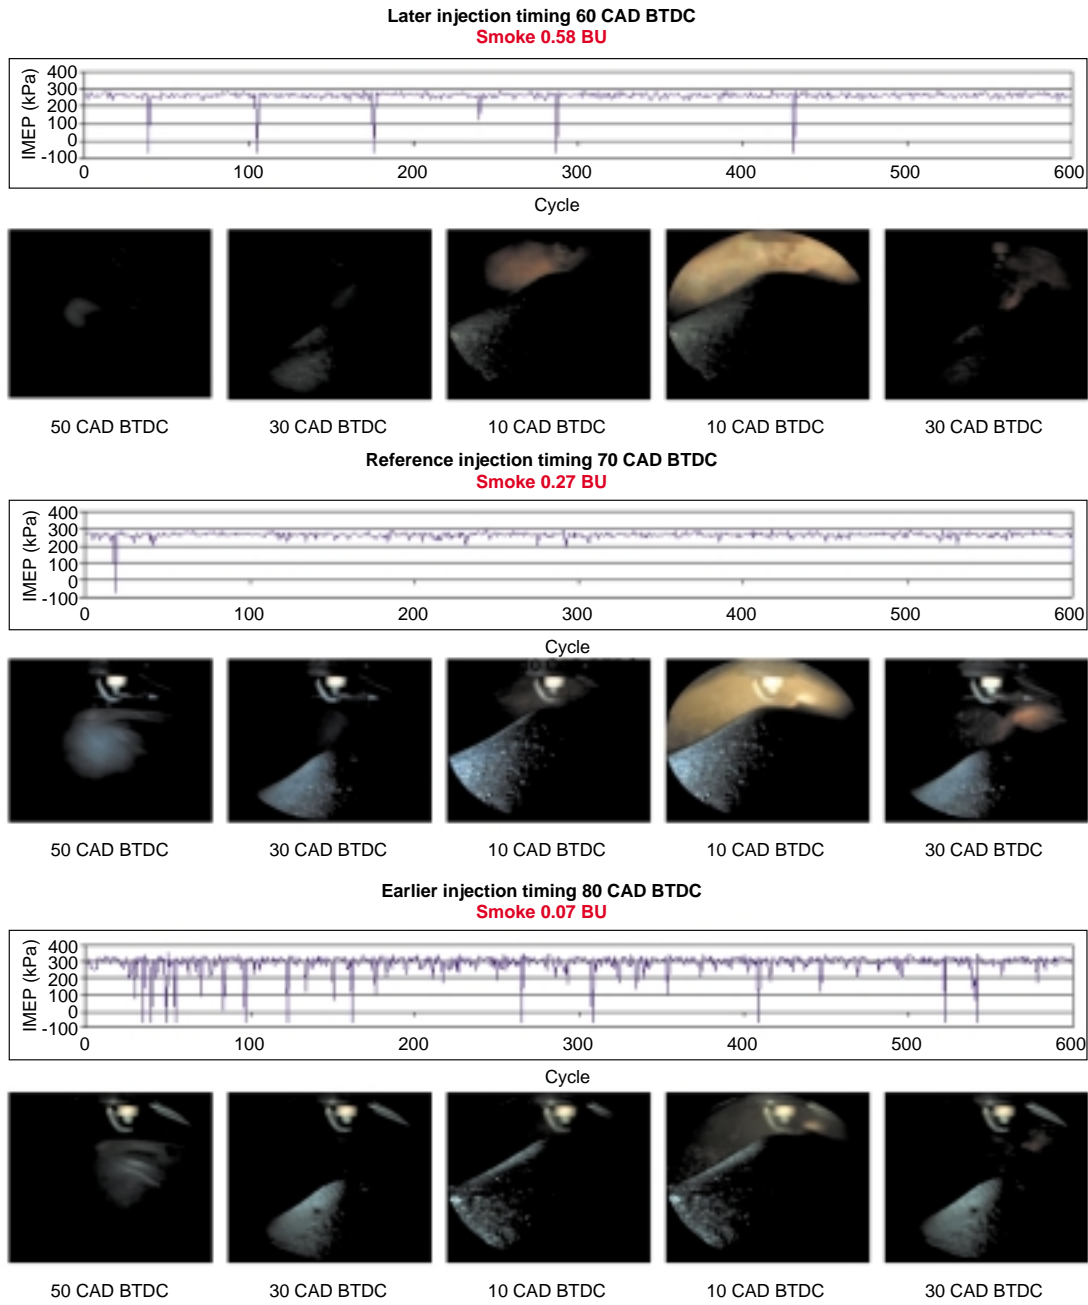 Later injection timing 60 CAD BTDC
Smoke 0.58 BU
IMEP (kPa)
400
300
200
100
0
-100
0 100 200 300 400 500 600
Cycle
50 CAD BTDC 30 CAD BTDC 10 CAD BTDC 10 CAD BTDC 30 CAD BTDC
Reference injection timing 70 CAD BTDC
Smoke 0.27 BU
IMEP (kPa)
400
300
200
100
0
-100
0 100 200 300 400 500 600
Cycle
50 CAD BTDC 30 CAD BTDC 10 CAD BTDC 10 CAD BTDC 30 CAD BTDC
Earlier injection timing 80 CAD BTDC
Smoke 0.07 BU
IMEP (kPa)
400
300
200
100
0
-100
0 100 200 300 400 500 600
Cycle
50 CAD BTDC 30 CAD BTDC 10 CAD BTDC 10 CAD BTDC 30 CAD BTDC